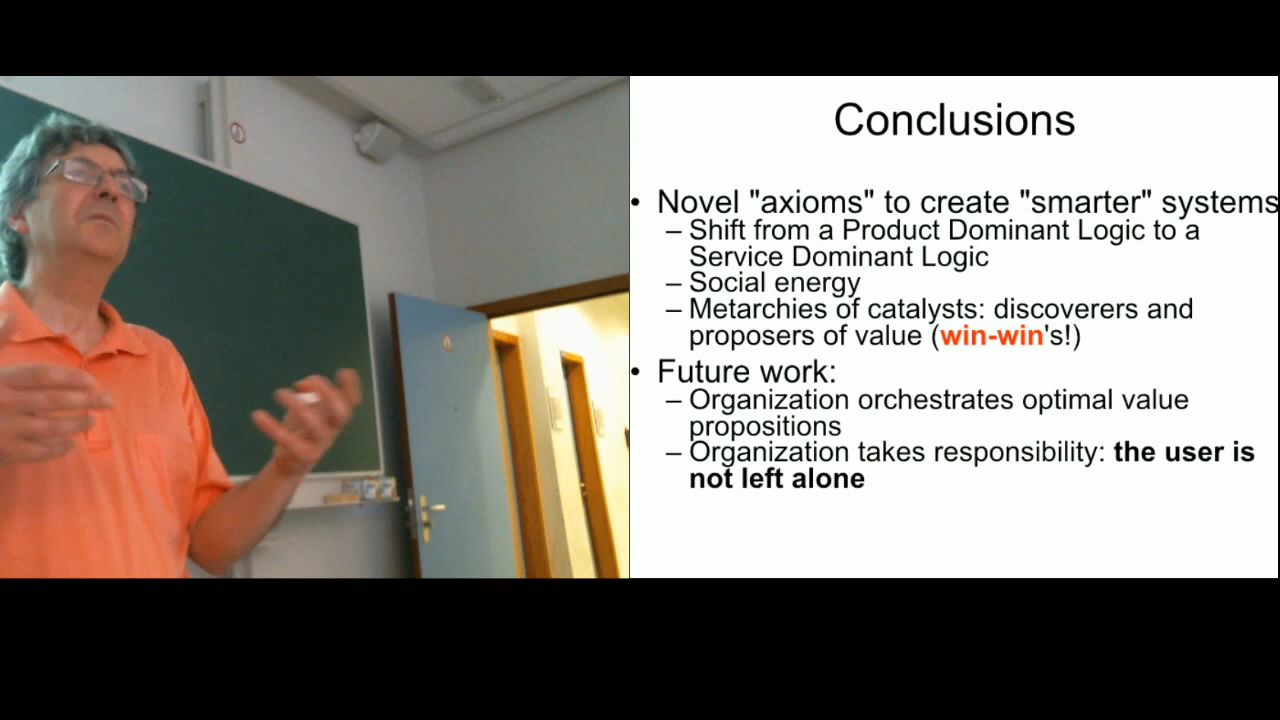 Conclusions
• Novel "axioms" to create "smarter" systems
– Shift from a Product Dominant Logic to a
Service Dominant Logic
– Social energy
– Metarchies of catalysts: discoverers and
proposers of value (win-win's!)
• Future work:
– Organization orchestrates optimal value
propositions
– Organization takes responsibility: the user is
not left alone